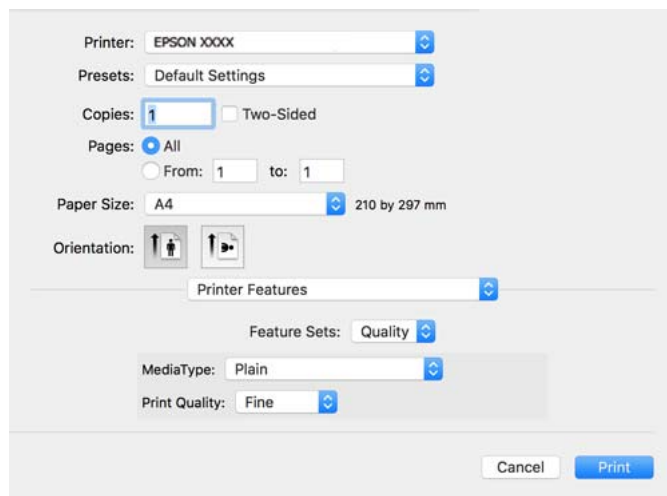 Printer: EPSON XXXX
Presets: Default Settings
Copies: 1 Two-Sided
Pages: All
From: 1 to: 1
Paper Size: A4 210 by 297 mm
Orientation:
Printer Features
Feature Sets: Quality
MediaType: Plain
Print Quality: Fine
Cancel Print